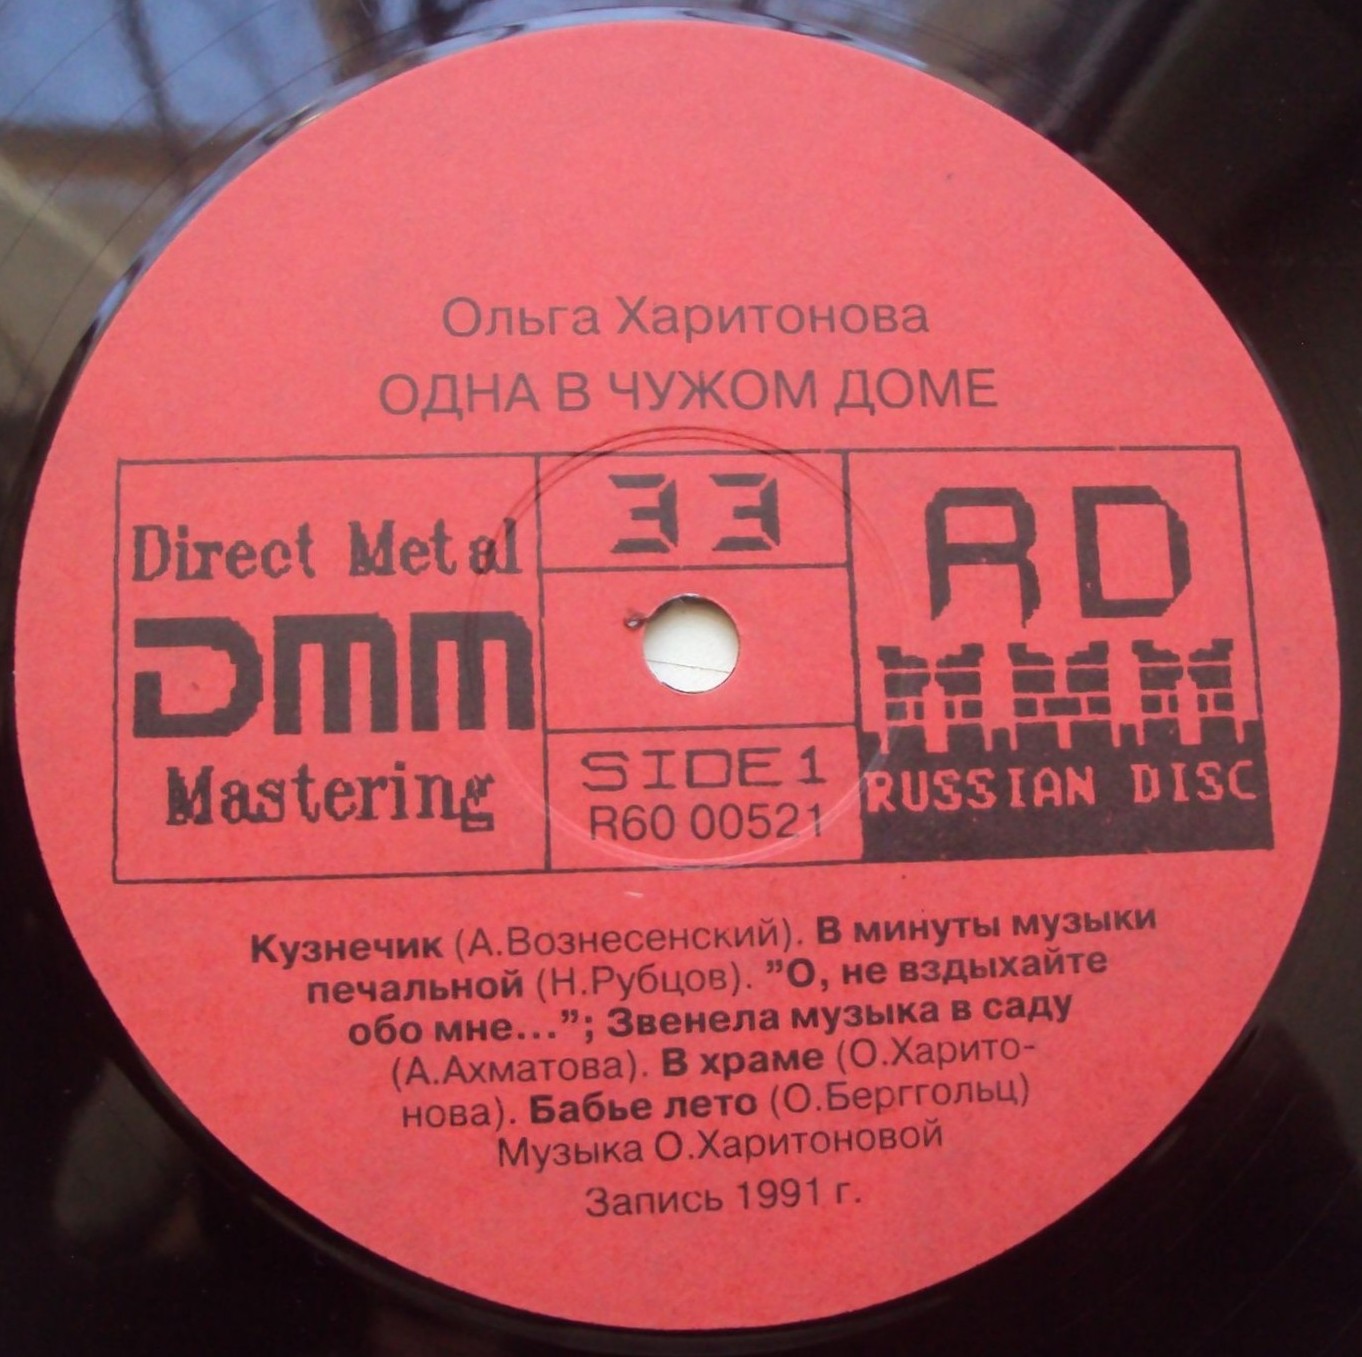 Ольга Харитонова
ОДНА В ЧУЖОМ ДОМЕ
Direct Metal
DMM
Mastering
33
SIDE 1
R60 00521
RD
RUSSIAN DISC
Кузнечик (А.Вознесенский). В минуты музыки
печальной (Н.Рубцов). ”О, не вздыхайте
обо мне...”; Звенела музыка в саду
(А.Ахматова). В храме (О.Харито-
нова). Бабье лето (О.Берггольц)
Музыка О.Харитоновой
Запись 1991 г.